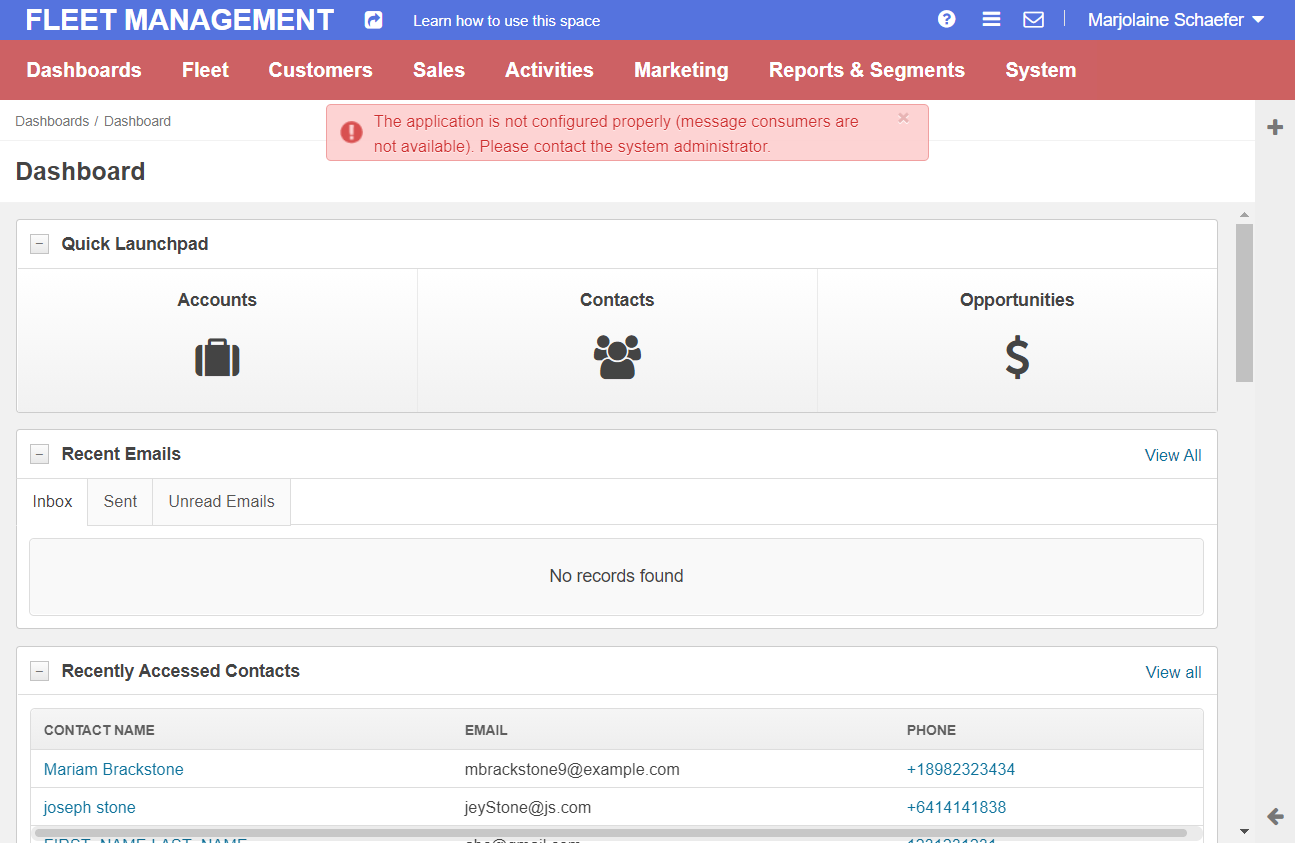 FLEET MANAGEMENT
Learn how to use this space
Marjolaine Schaefer
Dashboards
Fleet
Customers
Sales
Activities
Marketing
Reports & Segments
System
Dashboards / Dashboard
The application is not configured properly (message consumers are
not available). Please contact the system administrator.
Dashboard
Quick Launchpad
Accounts
Contacts
Opportunities
Recent Emails
View All
Inbox
Sent
Unread Emails
No records found
Recently Accessed Contacts
View all
CONTACT NAME
EMAIL
PHONE
Mariam Brackstone
mbrackstone9@example.com
+18982323434
joseph stone
jeyStone@js.com
+6414141838